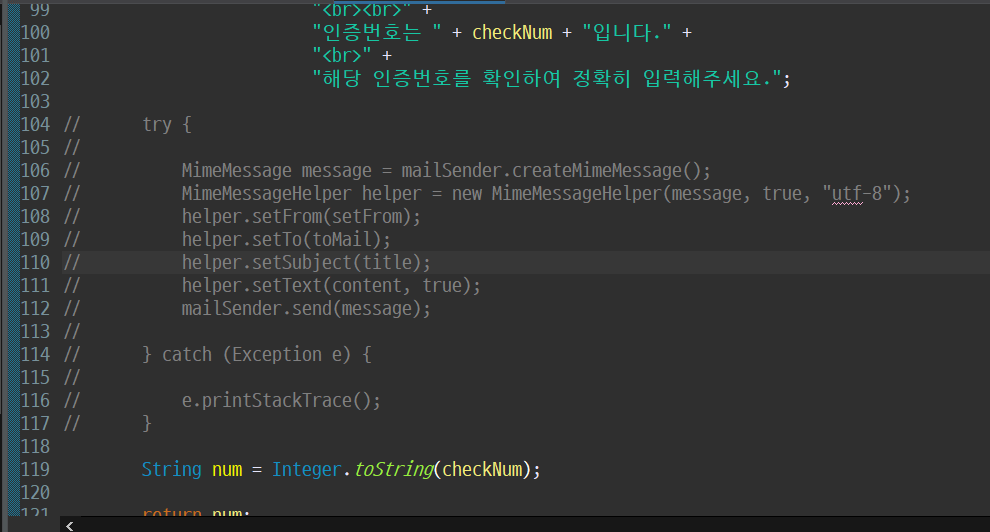 99 "<br><br>" +
100 "인증번호는 " + checkNum + "입니다." +
101 "<br>" +
102 "해당 인증번호를 확인하여 정확히 입력해주세요.";
103
104 // try {
105 //
106 // MimeMessage message = mailSender.createMimeMessage();
107 // MimeMessageHelper helper = new MimeMessageHelper(message, true, "utf-8");
108 // helper.setFrom(setFrom);
109 // helper.setTo(toMail);
110 // helper.setSubject(title);
111 // helper.setText(content, true);
112 // mailSender.send(message);
113 //
114 // } catch (Exception e) {
115 //
116 // e.printStackTrace();
117 // }
118
119 String num = Integer.toString(checkNum);
120
121 return num;